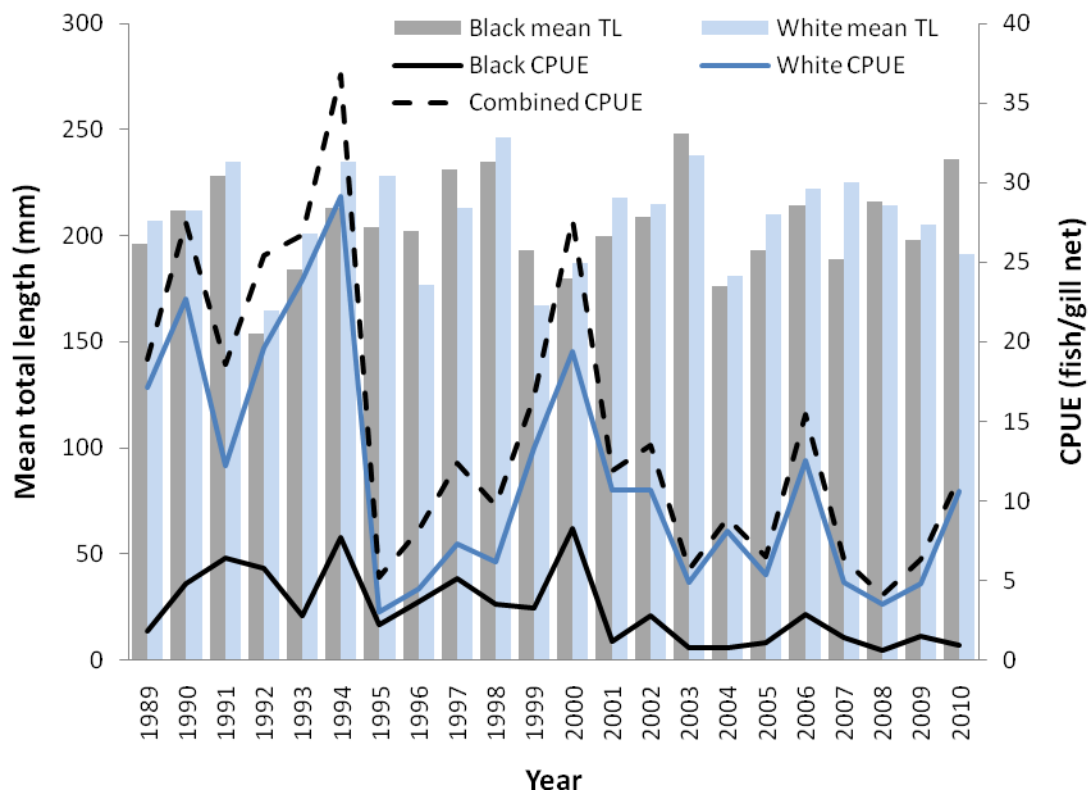 Black mean TL
White mean TL
Black CPUE
White CPUE
Combined CPUE
Mean total length (mm)
300
250
200
150
100
50
0
CPUE (fish/gill net)
40
35
30
25
20
15
10
5
0
1989 1990 1991 1992 1993 1994 1995 1996 1997 1998 1999 2000 2001 2002 2003 2004 2005 2006 2007 2008 2009 2010
Year